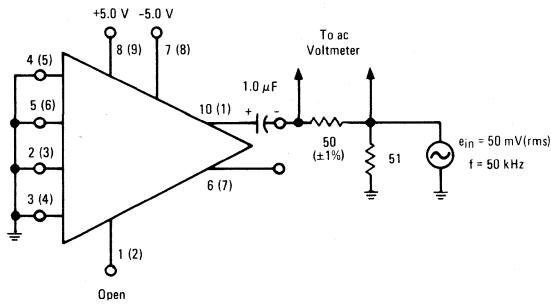 +5.0 V
-5.0 V
8 (9)
7 (8)
To ac
Voltmeter
4 (5)
5 (6)
2 (3)
3 (4)
10 (1)
1.0 μF
+
-
50
(±1%)
51
ein = 50 mV(rms)
f = 50 kHz
6 (7)
1 (2)
Open